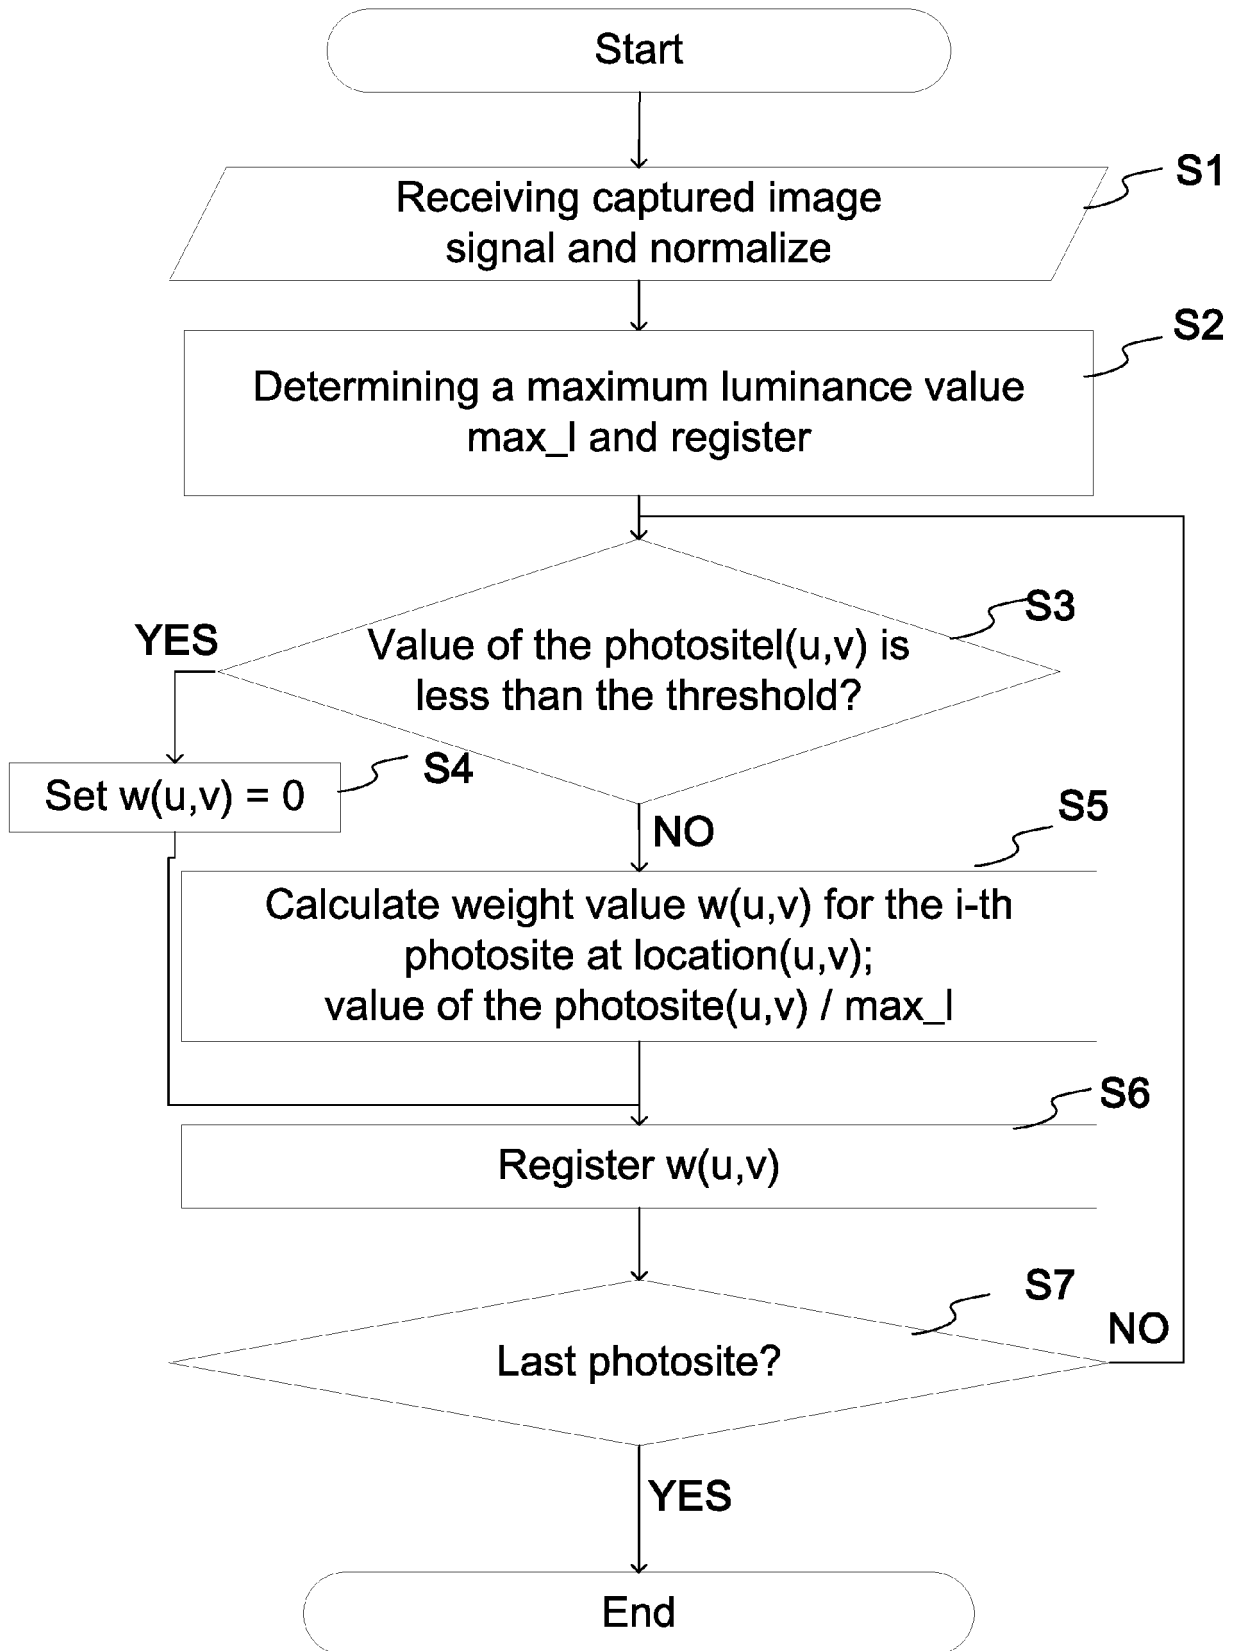 Start
Receiving captured image
signal and normalize
S1
Determining a maximum luminance value
max_l and register
S2
Value of the photositel(u,v) is
less than the threshold?
S3
YES
Set w(u,v) = 0
S4
NO
Calculate weight value w(u,v) for the i-th
photosite at location(u,v);
value of the photosite(u,v) / max_l
S5
Register w(u,v)
S6
Last photosite?
S7
NO
YES
End